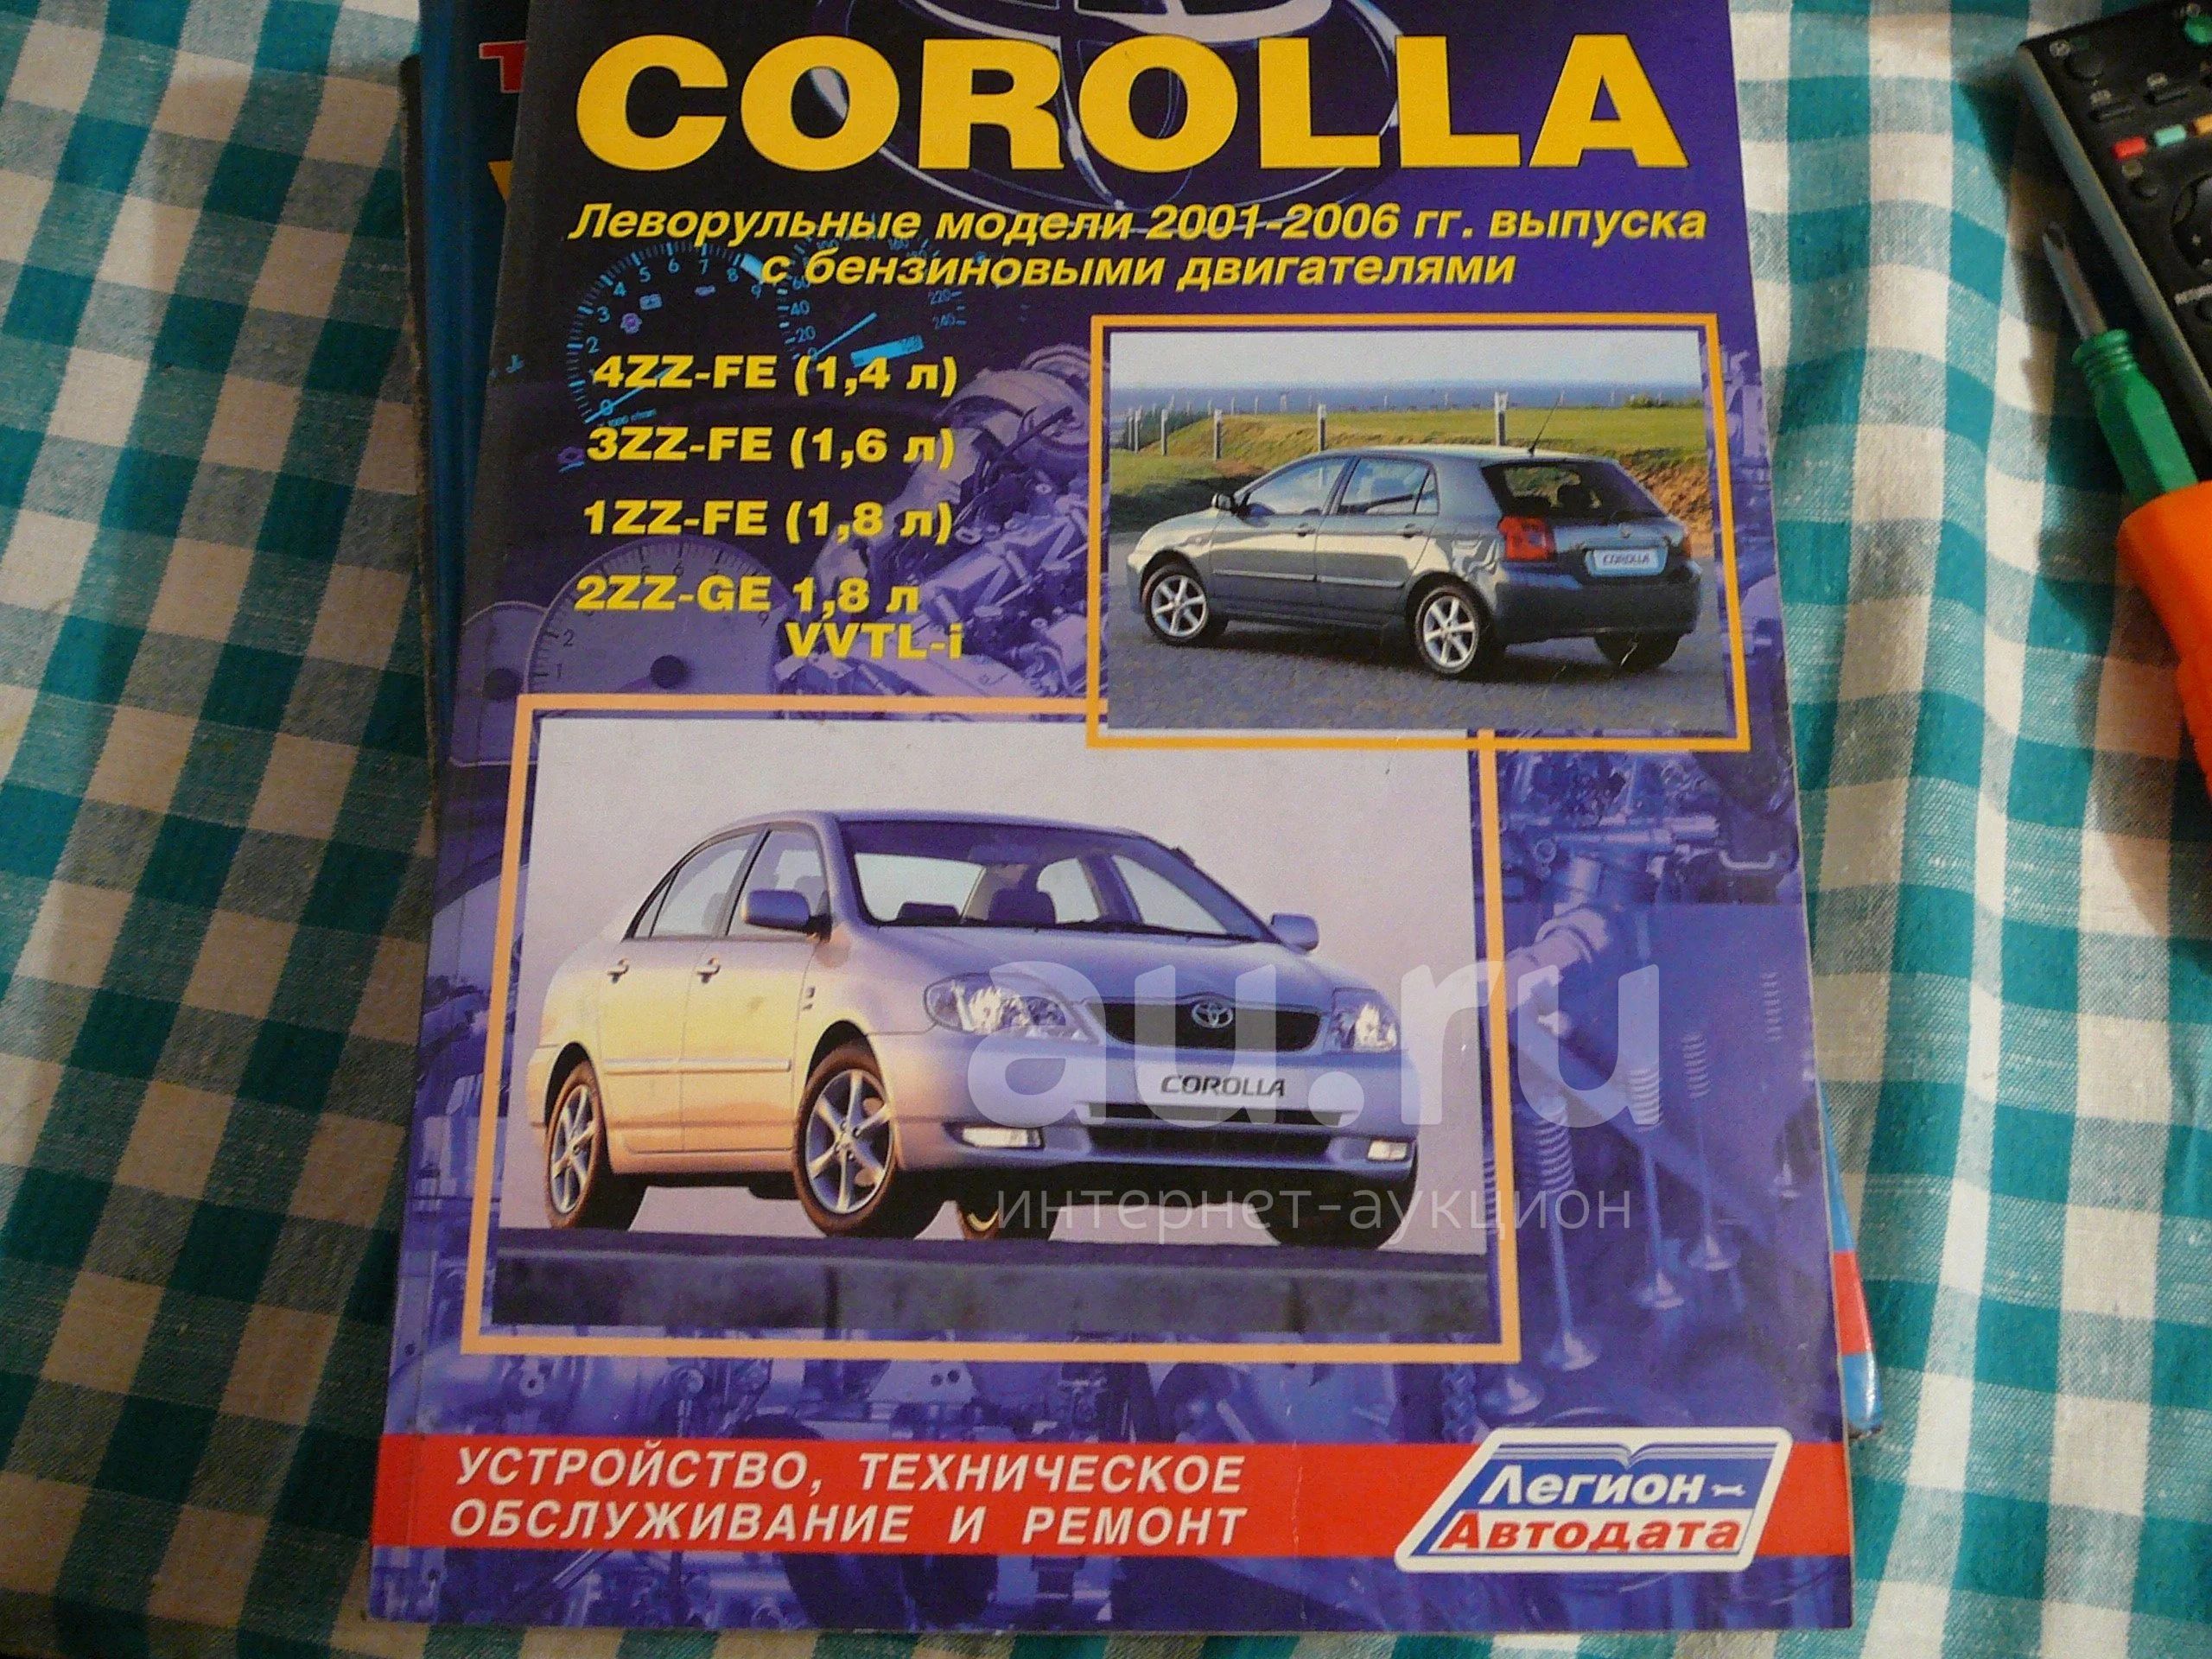 COROLLA
Леворульные модели 2001-2006 гг. выпуска
с бензиновыми двигателями
4ZZ-FE (1,4 л)
3ZZ-FE (1,6 л)
1ZZ-FE (1,8 л)
2ZZ-GE 1,8 л
VVTL-i
COROLLA
COROLLA
au.ru
интернет-аукцион
УСТРОЙСТВО, ТЕХНИЧЕСКОЕ
ОБСЛУЖИВАНИЕ И РЕМОНТ
Легион-
Автодата